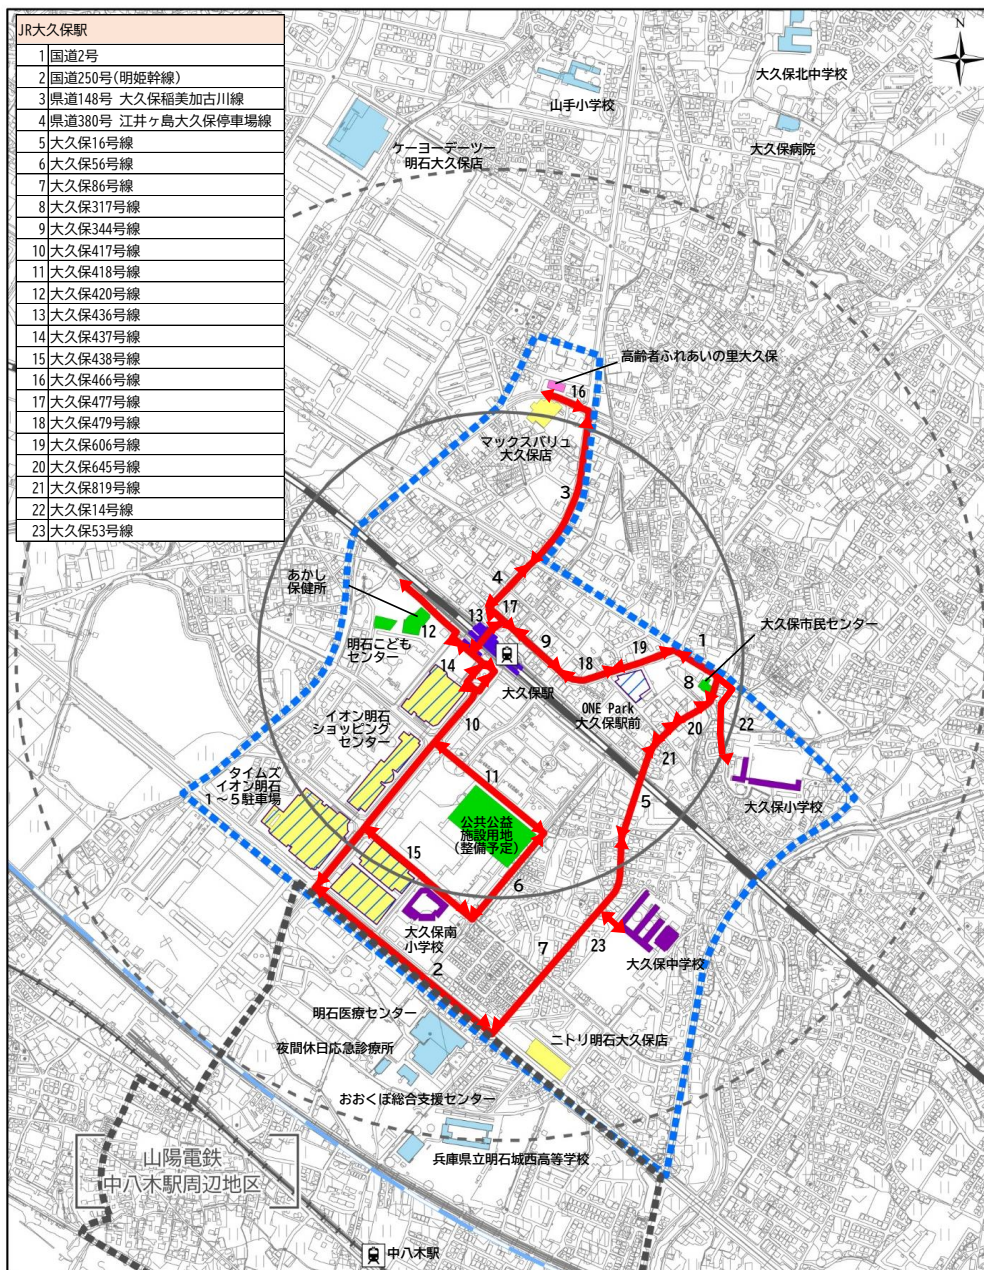 JR大久保駅
1 国道2号
2 国道250号(明姫幹線)
3 県道148号 大久保稲美加古川線
4 県道380号 江井ヶ島大久保停車場線
5 大久保16号線
6 大久保56号線
7 大久保86号線
8 大久保317号線
9 大久保344号線
10 大久保417号線
11 大久保418号線
12 大久保420号線
13 大久保436号線
14 大久保437号線
15 大久保438号線
16 大久保466号線
17 大久保477号線
18 大久保479号線
19 大久保606号線
20 大久保645号線
21 大久保819号線
22 大久保14号線
23 大久保53号線
N
大久保北中学校
山手小学校
ケーヨーデーツー
明石大久保店
大久保病院
高齢者ふれあいの里大久保
16
マックスバリュ
大久保店
3
あかし
保健所
4
17
13
12
明石こども
センター
9
19
1
大久保市民センター
18
8
14
大久保駅
ONE Park
大久保駅前
10
20
22
21
イオン明石
ショッピング
センター
11
タイムズ
イオン明石
1～5駐車場
5
大久保小学校
公共公益
施設用地
(整備予定)
15
6
大久保南
小学校
23
7
大久保中学校
2
明石医療センター
ニトリ明石大久保店
夜間休日応急診療所
おおくぼ総合支援センター
兵庫県立明石城西高等学校
山陽電鉄
中八木駅周辺地区
中八木駅